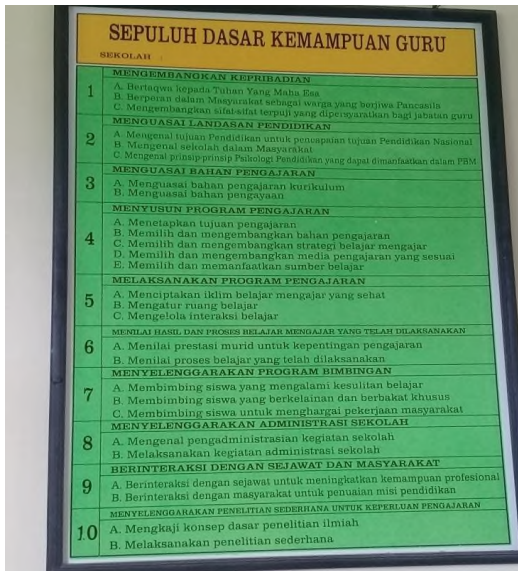 SEPULUH DASAR KEMAMPUAN GURU
SEKOLAH :
1
MENGEMBANGKAN KEPRIBADIAN
A. Bertaqwa kepada Tuhan Yang Maha Esa
B. Berperan dalam Masyarakat sebagai warga yang berjiwa Pancasila
C. Mengembangkan sifat-sifat terpuji yang dipersyaratkan bagi jabatan guru
2
MENGUASAI LANDASAN PENDIDIKAN
A. Mengenal tujuan Pendidikan untuk pencapaian tujuan Pendidikan Nasional
B. Mengenal sekolah dalam Masyarakat
C. Mengenal prinsip-prinsip Psikologi Pendidikan yang dapat dimanfaatkan dalam PBM
3
MENGUASAI BAHAN PENGAJARAN
A. Menguasai bahan pengajaran kurikulum
B. Menguasai bahan pengayaan
4
MENYUSUN PROGRAM PENGAJARAN
A. Menetapkan tujuan pengajaran
B. Memilih dan mengembangkan bahan pengajaran
C. Memilih dan mengembangkan strategi belajar mengajar
D. Memilih dan mengembangkan media pengajaran yang sesuai
E. Memilih dan memanfaatkan sumber belajar
5
MELAKSANAKAN PROGRAM PENGAJARAN
A. Menciptakan iklim belajar mengajar yang sehat
B. Mengatur ruang belajar
C. Mengelola interaksi belajar
6
MENILAI HASIL DAN PROSES BELAJAR MENGAJAR YANG TELAH DILAKSANAKAN
A. Menilai prestasi murid untuk kepentingan pengajaran
B. Menilai proses belajar yang telah dilaksanakan
7
MENYELENGGARAKAN PROGRAM BIMBINGAN
A. Membimbing siswa yang mengalami kesulitan belajar
B. Membimbing siswa yang berkelainan dan berbakat khusus
C. Membimbing siswa untuk menghargai pekerjaan masyarakat
8
MENYELENGGARAKAN ADMINISTRASI SEKOLAH
A. Mengenal pengadministrasian kegiatan sekolah
B. Melaksanakan kegiatan administrasi sekolah
9
BERINTERAKSI DENGAN SEJAWAT DAN MASYARAKAT
A. Berinteraksi dengan sejawat untuk meningkatkan kemampuan profesional
B. Berinteraksi dengan masyarakat untuk penuaian misi pendidikan
10
MENYELENGGARAKAN PENELITIAN SEDERHANA UNTUK KEPERLUAN PENGAJARAN
A. Mengkaji konsep dasar penelitian ilmiah
B. Melaksanakan penelitian sederhana